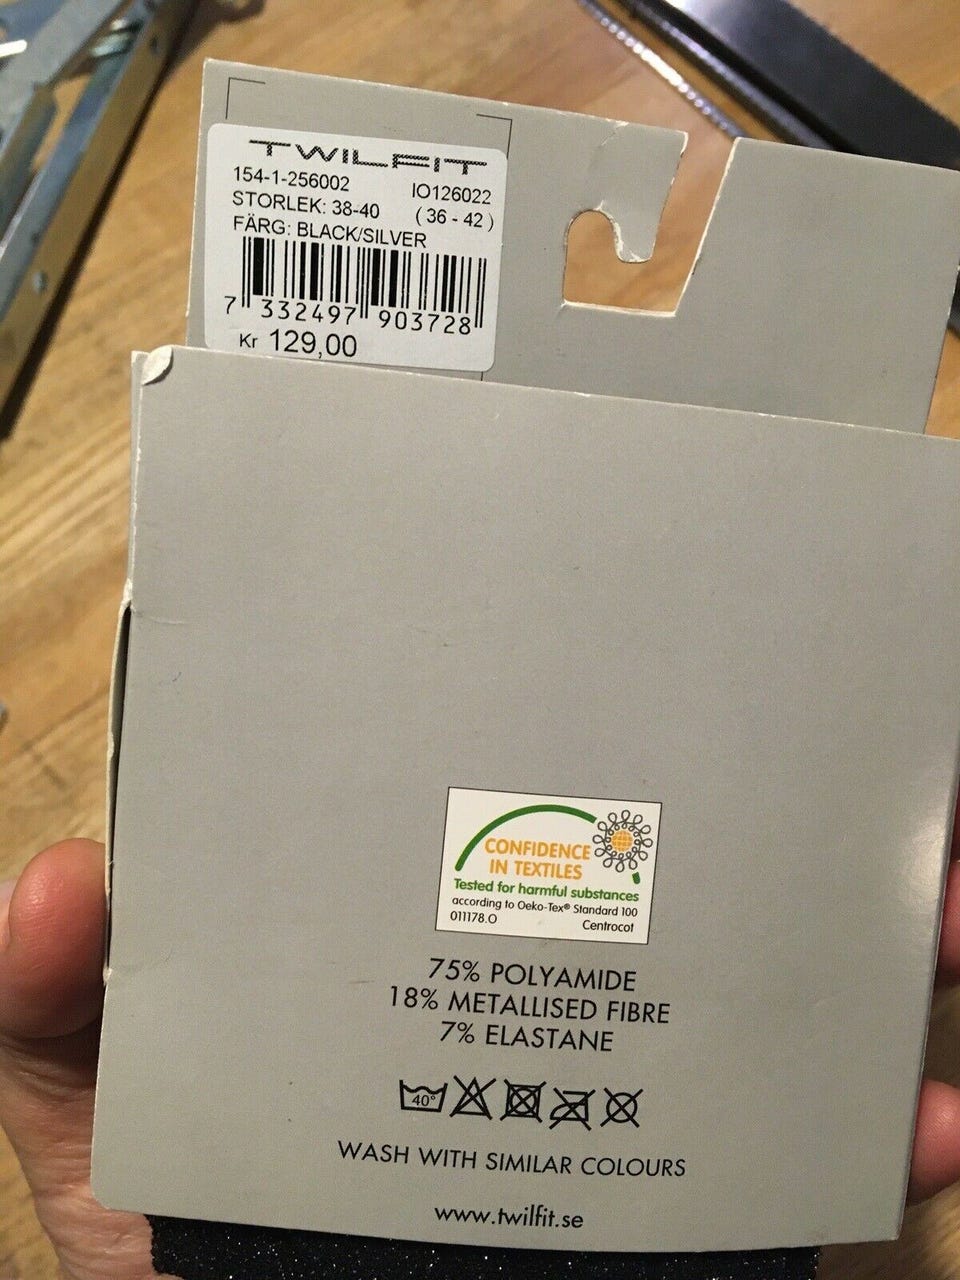 TWILFIT
154-1-256002 IO126022
STORLEK: 38-40 (36 - 42)
FÄRG: BLACK/SILVER
7 332497 903728
Kr 129,00
CONFIDENCE
IN TEXTILES
Tested for harmful substances
according to Oeko-Tex® Standard 100
011178.O Centrocot
75% POLYAMIDE
18% METALLISED FIBRE
7% ELASTANE
40°
WASH WITH SIMILAR COLOURS
www.twilfit.se